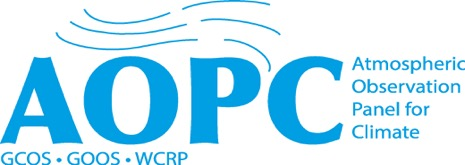 AOPC
Atmospheric
Observation
Panel for
Climate
GCOS • GOOS • WCRP